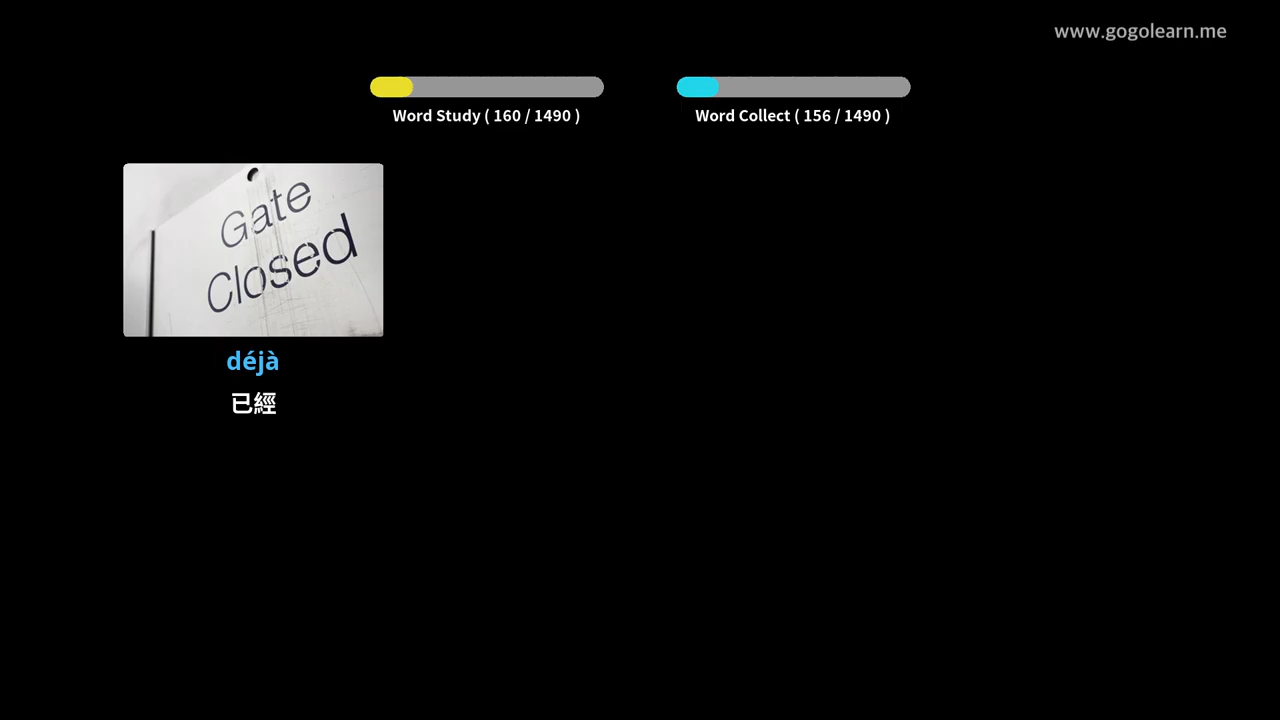 www.gogolearn.me
Word Study ( 160 / 1490 )
Word Collect ( 156 / 1490 )
Gate
Closed
déjà
已經